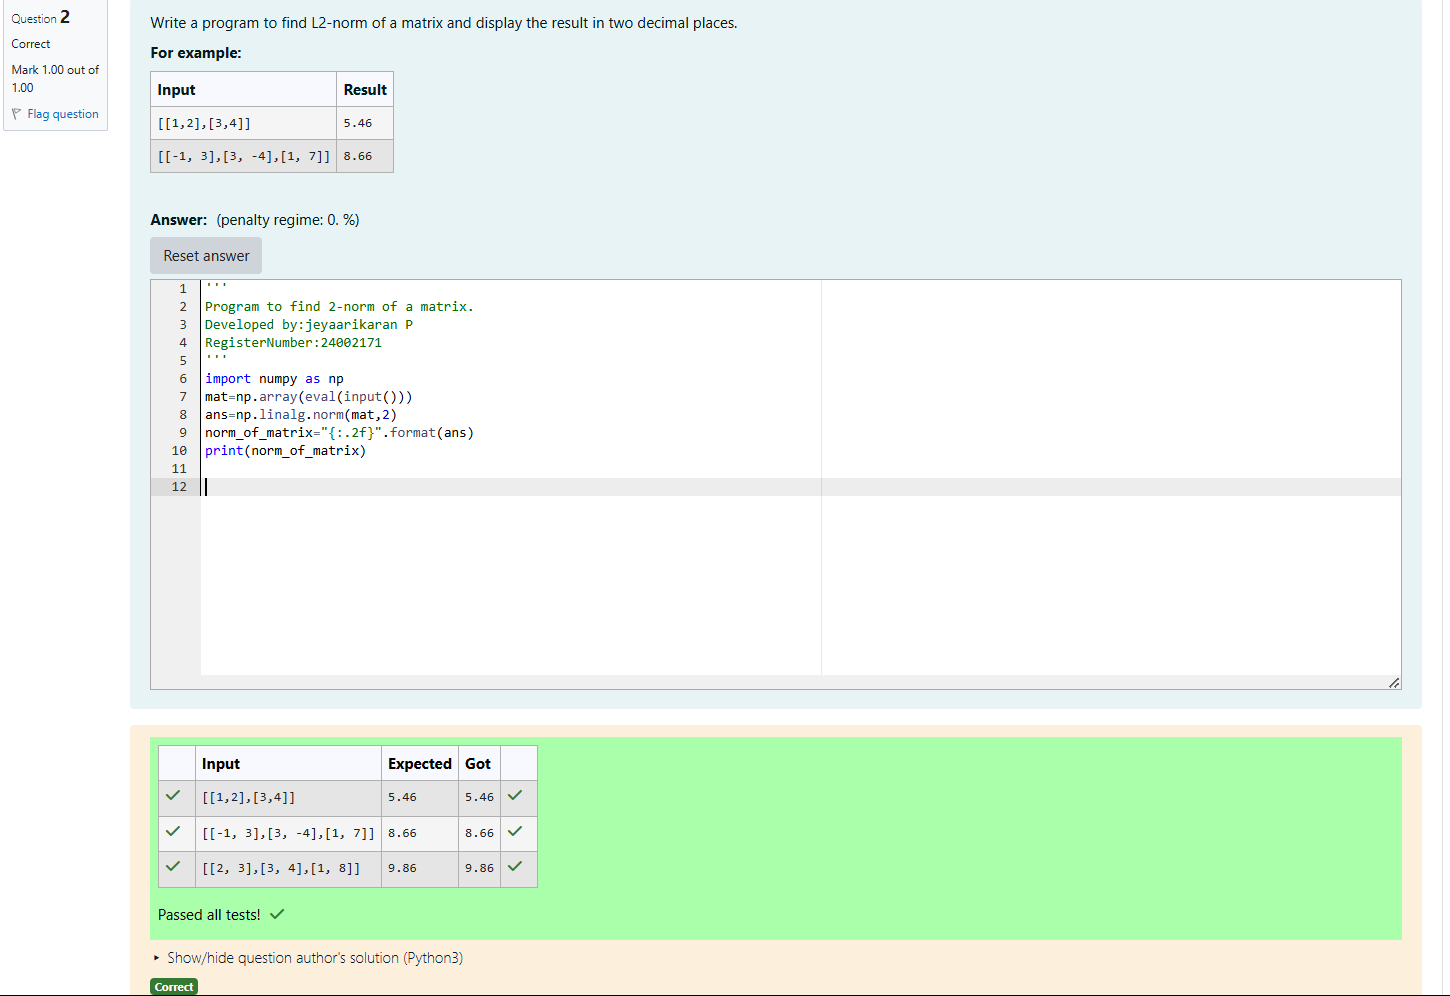 Question 2
Correct
Mark 1.00 out of
1.00
Flag question
Write a program to find L2-norm of a matrix and display the result in two decimal places.
For example:
Input Result
[[1,2],[3,4]] 5.46
[[-1, 3],[3, -4],[1, 7]] 8.66
Answer: (penalty regime: 0. %)
Reset answer
1 '''
2 Program to find 2-norm of a matrix.
3 Developed by:jeyaarikaran P
4 RegisterNumber:24002171
5 '''
6 import numpy as np
7 mat=np.array(eval(input()))
8 ans=np.linalg.norm(mat,2)
9 norm_of_matrix="{:.2f}".format(ans)
10 print(norm_of_matrix)
11
12
Input Expected Got
[[1,2],[3,4]] 5.46 5.46
[[-1, 3],[3, -4],[1, 7]] 8.66 8.66
[[2, 3],[3, 4],[1, 8]] 9.86 9.86
Passed all tests!
Show/hide question author's solution (Python3)
Correct